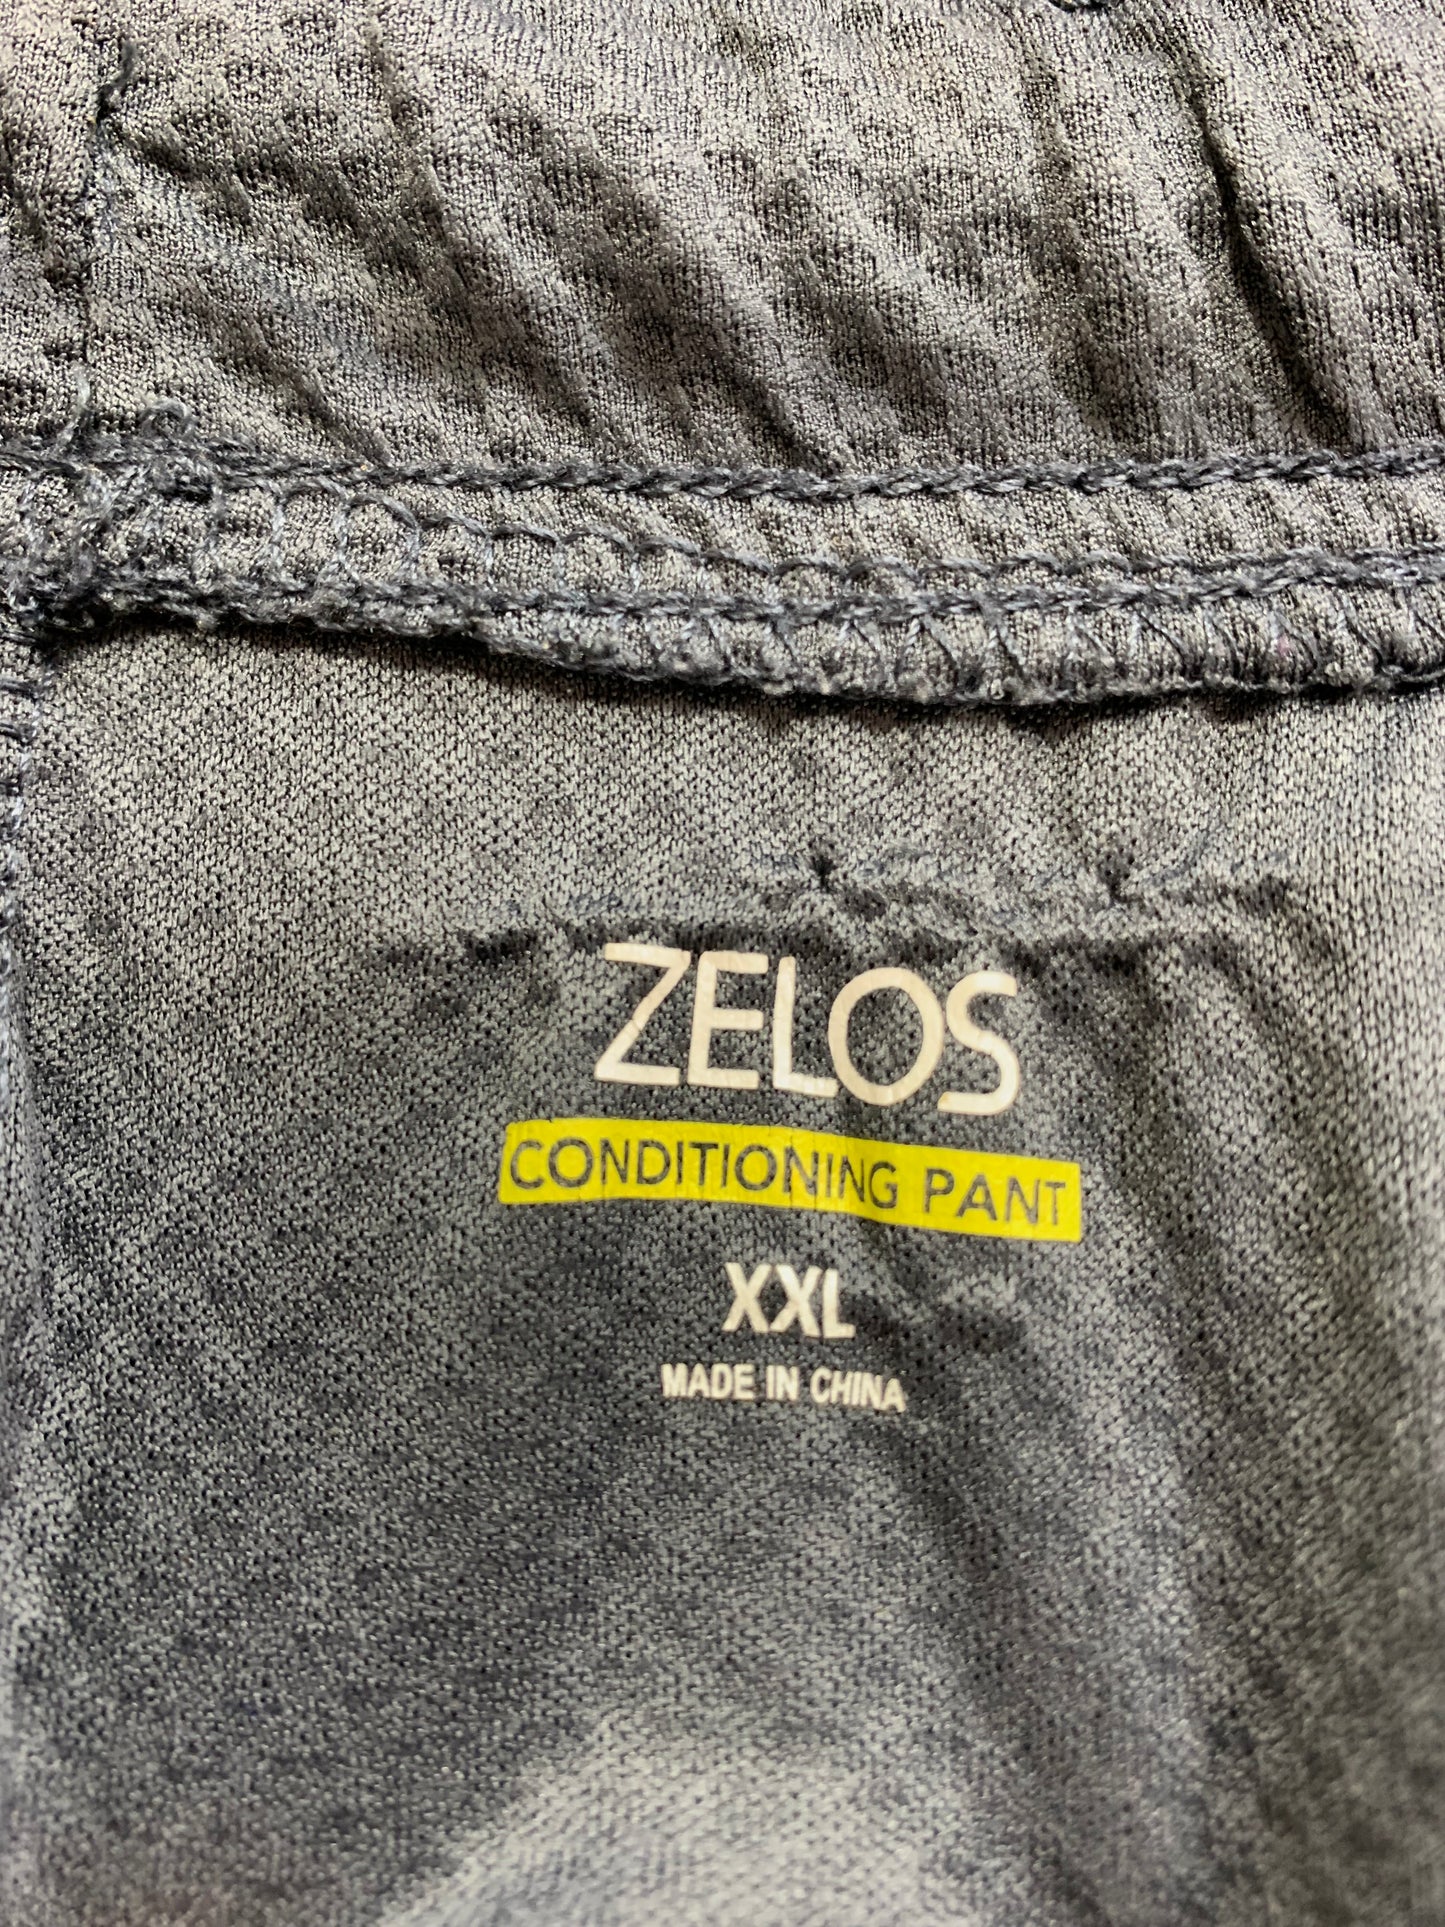 ZELOS
CONDITIONING PANT
XXL
MADE IN CHINA